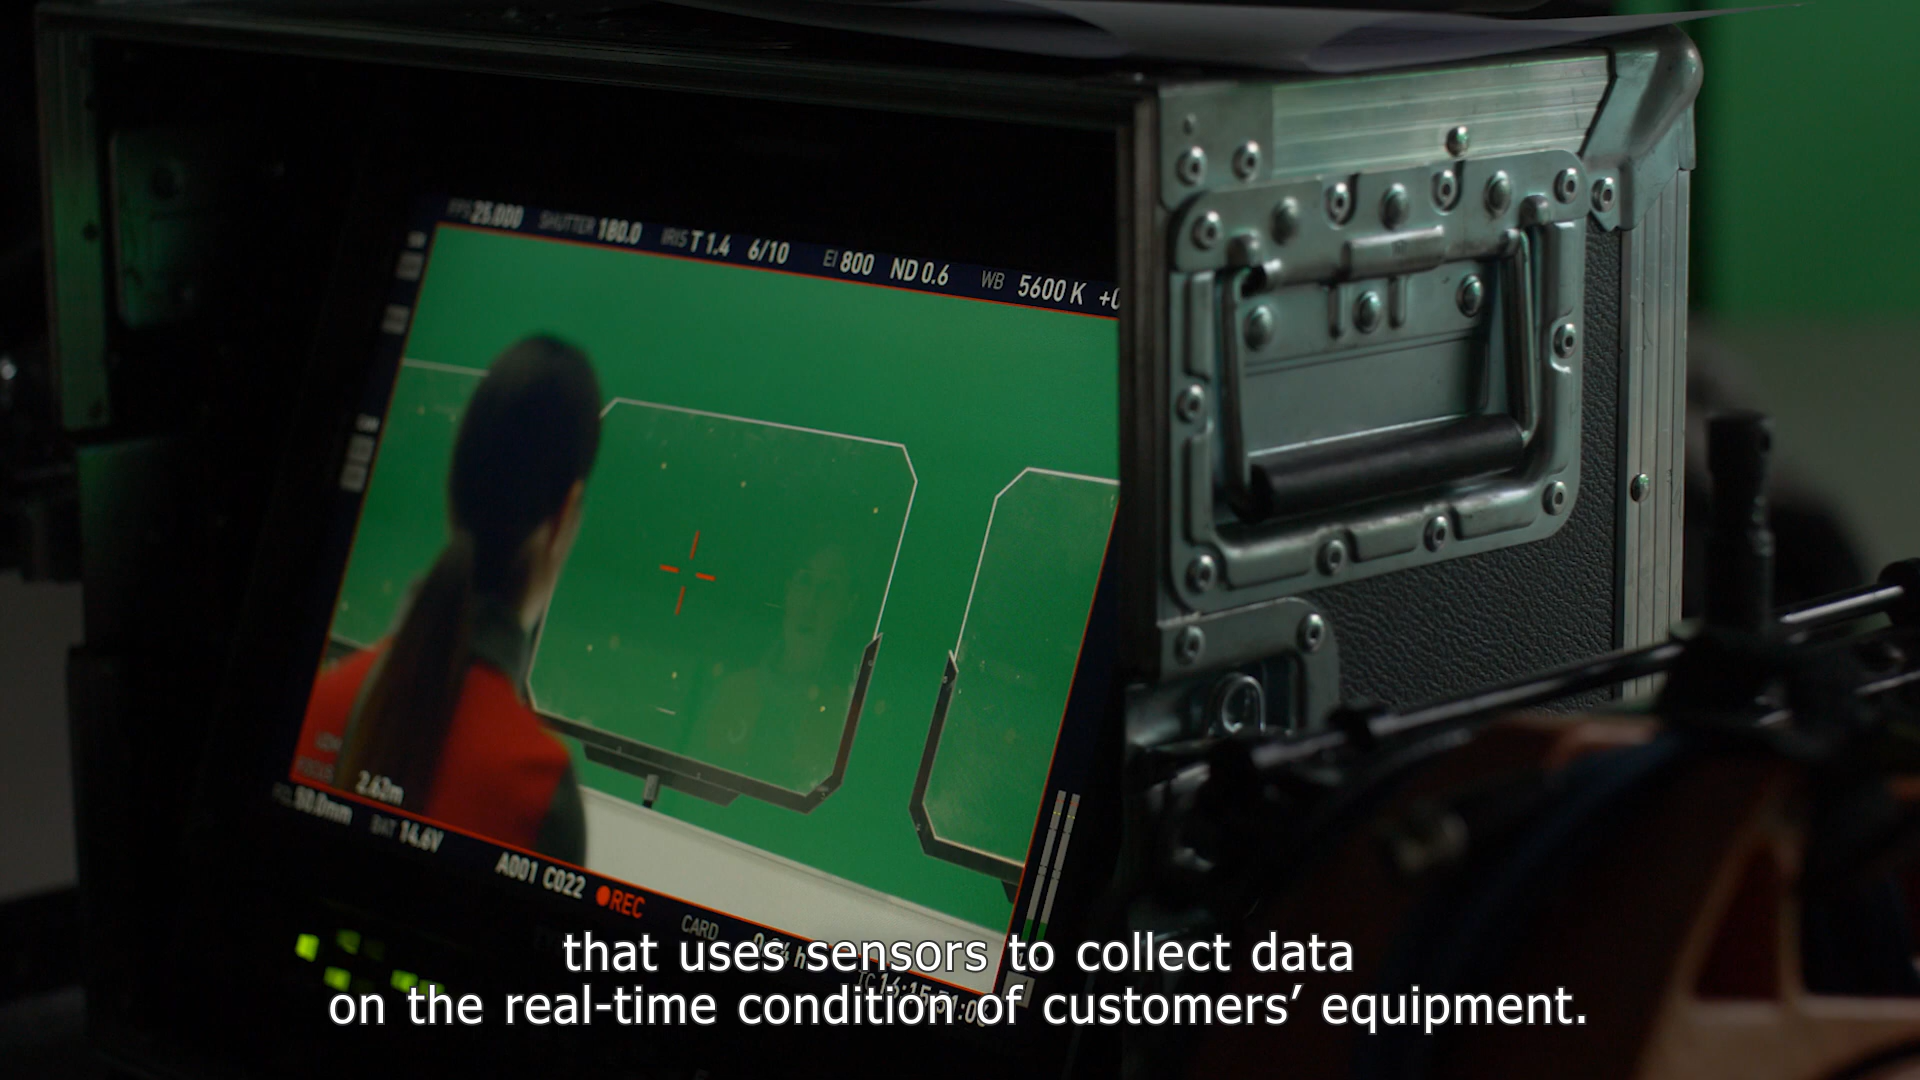 FPS 25.000 SHUTTER 180.0 IRIS T 1.4 6/10 EI 800 ND 0.6 WB 5600 K
2.62m
50.0mm BAT 14.6V
A001 C022 REC CARD
that uses sensors to collect data
on the real-time condition of customers’ equipment.